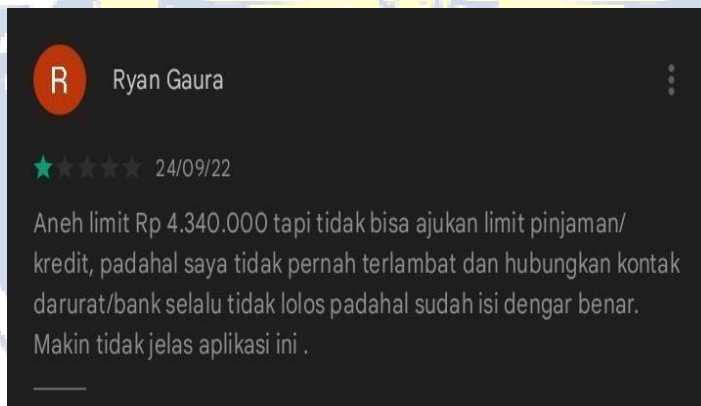 R
Ryan Gaura
24/09/22
Aneh limit Rp 4.340.000 tapi tidak bisa ajukan limit pinjaman/
kredit, padahal saya tidak pernah terlambat dan hubungkan kontak
darurat/bank selalu tidak lolos padahal sudah isi dengar benar.
Makin tidak jelas aplikasi ini .